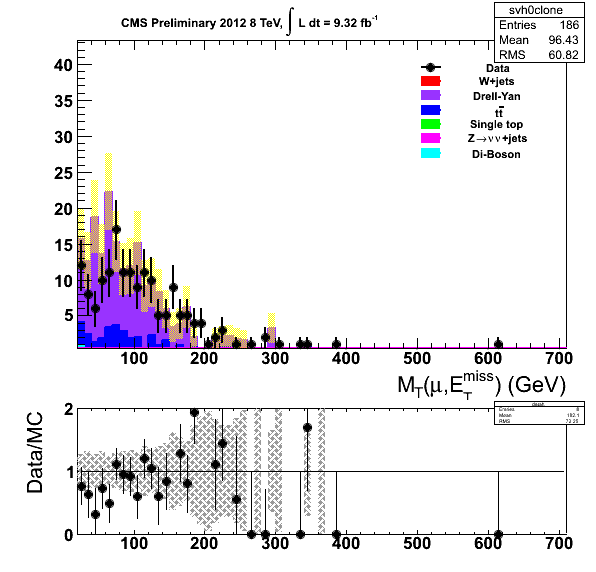 CMS Preliminary 2012 8 TeV, ∫ L dt = 9.32 fb⁻¹
svh0clone
Entries 186
Mean 96.43
RMS 60.82
Data
W+jets
Drell-Yan
tt̅
Single top
Z→νν+jets
Di-Boson
40
35
30
25
20
15
10
5
100 200 300 400 500 600 700
M_T(μ,E_T^miss) (GeV)
Entries 8
Mean 182.1
RMS 72.25
Data/MC
2
1
0
100 200 300 400 500 600 700